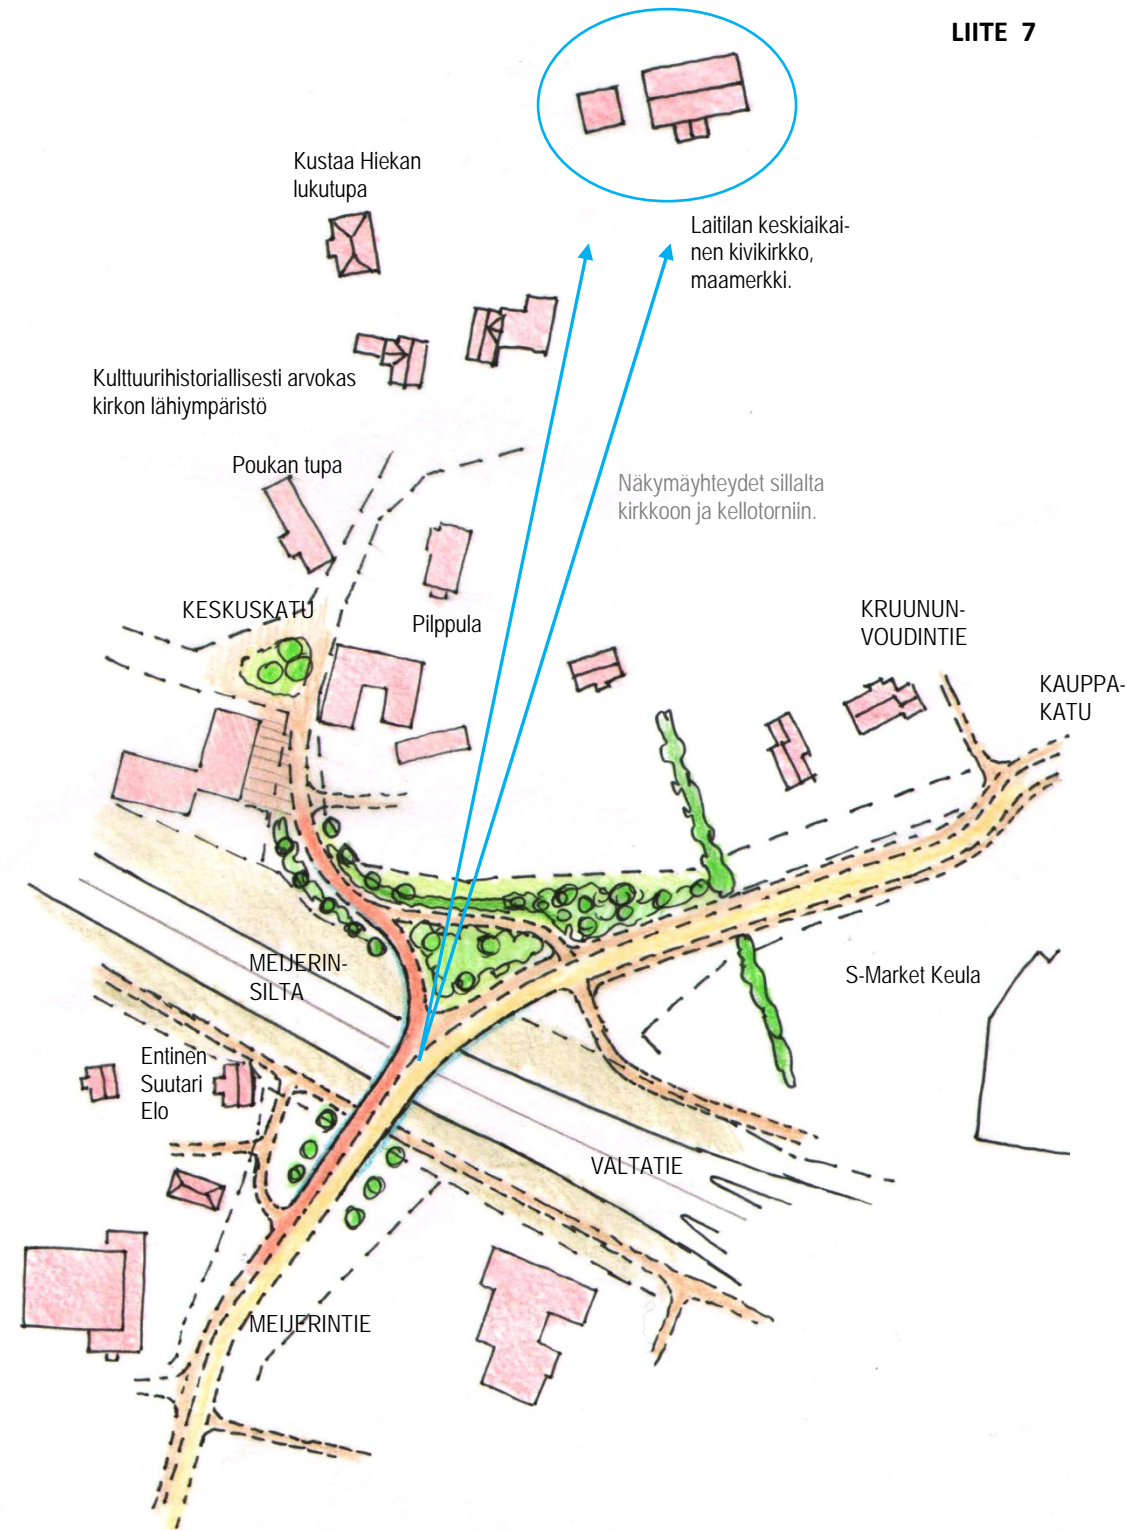 LIITE 7
Kustaa Hiekan
lukutupa
Laitilan keskiaikai-
nen kivikirkko,
maamerkki.
Kulttuurihistoriallisesti arvokas
kirkon lähiympäristö
Poukan tupa
Näkymäyhteydet sillalta
kirkkoon ja kellotorniin.
KESKUSKATU
Pilppula
KRUUNUN-
VOUDINTIE
KAUPPA-
KATU
MEIJERIN-
SILTA
S-Market Keula
Entinen
Suutari
Elo
VALTATIE
MEIJERINTIE